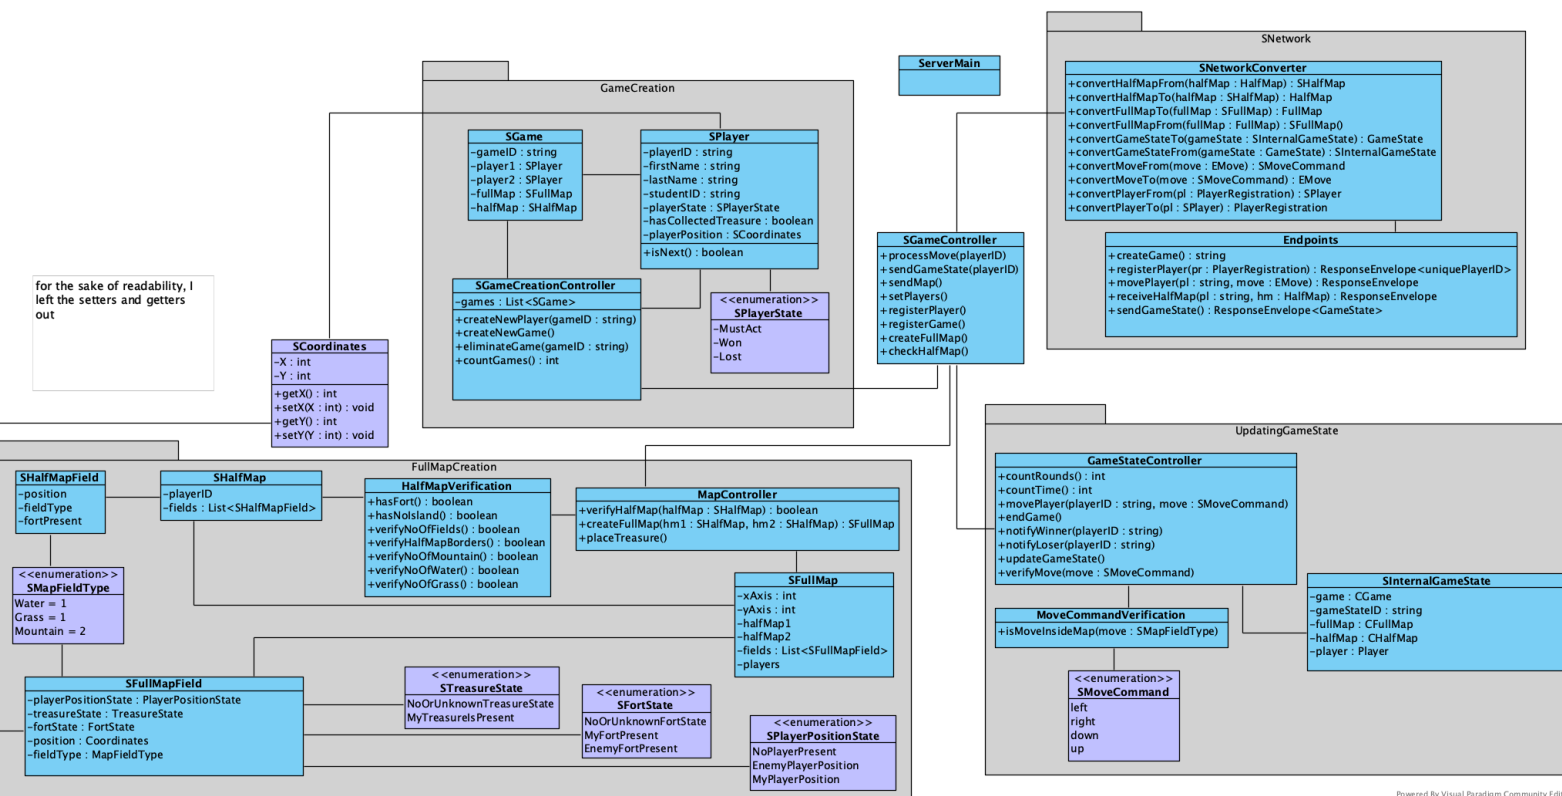 SNetwork
SNetworkConverter
+convertHalfMapFrom(halfMap : HalfMap) : SHalfMap
+convertHalfMapTo(halfMap : SHalfMap) : HalfMap
+convertFullMapTo(fullMap : SFullMap) : FullMap
+convertFullMapFrom(fullMap : FullMap) : SFullMap()
+convertGameStateTo(gameState : SInternalGameState) : GameState
+convertGameStateFrom(gameState : GameState) : SInternalGameState
+convertMoveFrom(move : EMove) : SMoveCommand
+convertMoveTo(move : SMoveCommand) : EMove
+convertPlayerFrom(pl : PlayerRegistration) : SPlayer
+convertPlayerTo(pl : SPlayer) : PlayerRegistration
Endpoints
+createGame() : string
+registerPlayer(pr : PlayerRegistration) : ResponseEnvelope<uniquePlayerID>
+movePlayer(pl : string, move : EMove) : ResponseEnvelope
+receiveHalfMap(pl : string, hm : HalfMap) : ResponseEnvelope
+sendGameState() : ResponseEnvelope<GameState>
ServerMain
GameCreation
SGame
-gameID : string
-player1 : SPlayer
-player2 : SPlayer
-fullMap : SFullMap
-halfMap : SHalfMap
SPlayer
-playerID : string
-firstName : string
-lastName : string
-studentID : string
-playerState : SPlayerState
-hasCollectedTreasure : boolean
-playerPosition : SCoordinates
+isNext() : boolean
SGameCreationController
-games : List<SGame>
+createNewPlayer(gameID : string)
+createNewGame()
+eliminateGame(gameID : string)
+countGames() : int
<<enumeration>>
SPlayerState
-MustAct
-Won
-Lost
SGameController
+processMove(playerID)
+sendGameState(playerID)
+sendMap()
+setPlayers()
+registerPlayer()
+registerGame()
+createFullMap()
+checkHalfMap()
for the sake of readability, I
left the setters and getters
out
SCoordinates
-X : int
-Y : int
+getX() : int
+setX(X : int) : void
+getY() : int
+setY(Y : int) : void
FullMapCreation
SHalfMapField
-position
-fieldType
-fortPresent
SHalfMap
-playerID
-fields : List<SHalfMapField>
HalfMapVerification
+hasFort() : boolean
+hasNoIsland() : boolean
+verifyNoOfFields() : boolean
+verifyHalfMapBorders() : boolean
+verifyNoOfMountain() : boolean
+verifyNoOfWater() : boolean
+verifyNoOfGrass() : boolean
MapController
+verifyHalfMap(halfMap : SHalfMap) : boolean
+createFullMap(hm1 : SHalfMap, hm2 : SHalfMap) : SFullMap
+placeTreasure()
<<enumeration>>
SMapFieldType
Water = 1
Grass = 1
Mountain = 2
SFullMap
-xAxis : int
-yAxis : int
-halfMap1
-halfMap2
-fields : List<SFullMapField>
-players
SFullMapField
-playerPositionState : PlayerPositionState
-treasureState : TreasureState
-fortState : FortState
-position : Coordinates
-fieldType : MapFieldType
<<enumeration>>
STreasureState
NoOrUnknownTreasureState
MyTreasureIsPresent
<<enumeration>>
SFortState
NoOrUnknownFortState
MyFortPresent
EnemyFortPresent
<<enumeration>>
SPlayerPositionState
NoPlayerPresent
EnemyPlayerPosition
MyPlayerPosition
UpdatingGameState
GameStateController
+countRounds() : int
+countTime() : int
+movePlayer(playerID : string, move : SMoveCommand)
+endGame()
+notifyWinner(playerID : string)
+notifyLoser(playerID : string)
+updateGameState()
+verifyMove(move : SMoveCommand)
MoveCommandVerification
+isMoveInsideMap(move : SMapFieldType)
SInternalGameState
-game : CGame
-gameStateID : string
-fullMap : CFullMap
-halfMap : CHalfMap
-player : Player
<<enumeration>>
SMoveCommand
left
right
down
up
Powered By Visual Paradigm Community Edit